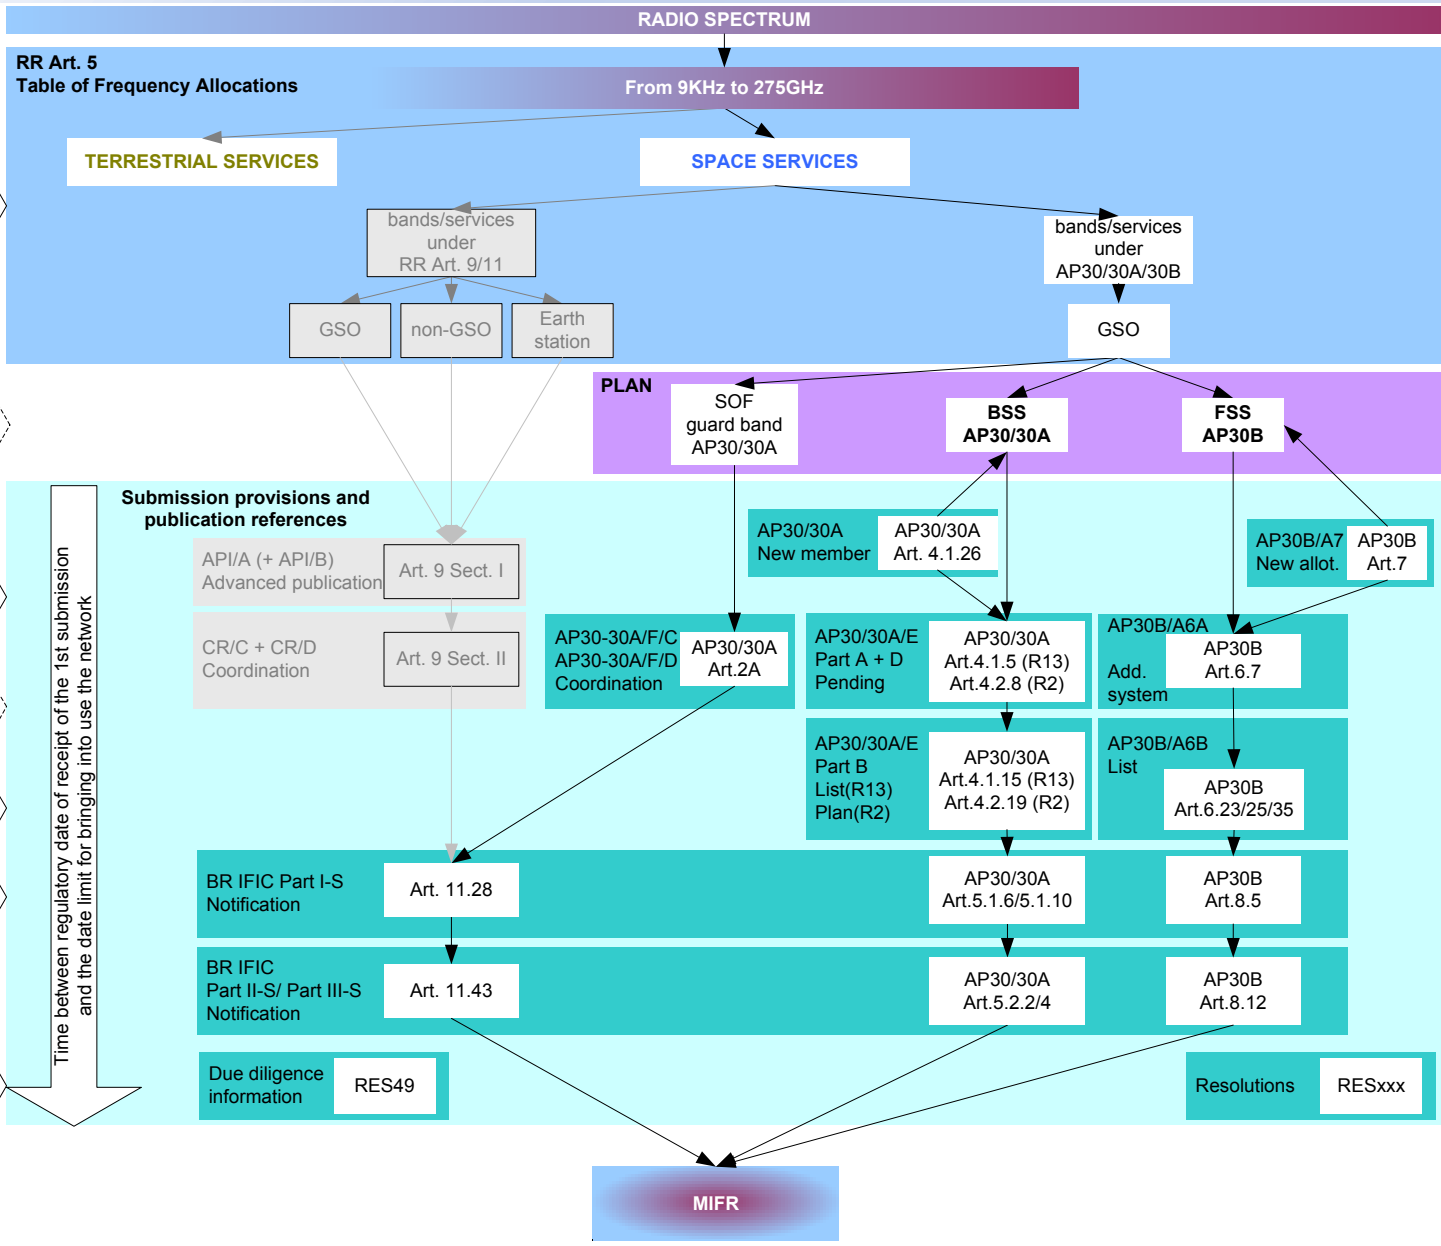 RADIO SPECTRUM
RR Art. 5
Table of Frequency Allocations
From 9KHz to 275GHz
TERRESTRIAL SERVICES
SPACE SERVICES
bands/services
under
RR Art. 9/11
bands/services
under
AP30/30A/30B
GSO
non-GSO
Earth
station
GSO
PLAN
SOF
guard band
AP30/30A
BSS
AP30/30A
FSS
AP30B
Time between regulatory date of receipt of the 1st submission
and the date limit for bringing into use the network
Submission provisions and
publication references
AP30/30A
New member
AP30/30A
Art. 4.1.26
AP30B/A7
New allot.
AP30B
Art.7
API/A (+ API/B)
Advanced publication
Art. 9 Sect. I
CR/C + CR/D
Coordination
Art. 9 Sect. II
AP30-30A/F/C
AP30-30A/F/D
Coordination
AP30/30A
Art.2A
AP30/30A/E
Part A + D
Pending
AP30/30A
Art.4.1.5 (R13)
Art.4.2.8 (R2)
AP30B/A6A
Add.
system
AP30B
Art.6.7
AP30/30A/E
Part B
List(R13)
Plan(R2)
AP30/30A
Art.4.1.15 (R13)
Art.4.2.19 (R2)
AP30B/A6B
List
AP30B
Art.6.23/25/35
BR IFIC Part I-S
Notification
Art. 11.28
AP30/30A
Art.5.1.6/5.1.10
AP30B
Art.8.5
BR IFIC
Part II-S/ Part III-S
Notification
Art. 11.43
AP30/30A
Art.5.2.2/4
AP30B
Art.8.12
Due diligence
information
RES49
Resolutions
RESxxx
MIFR